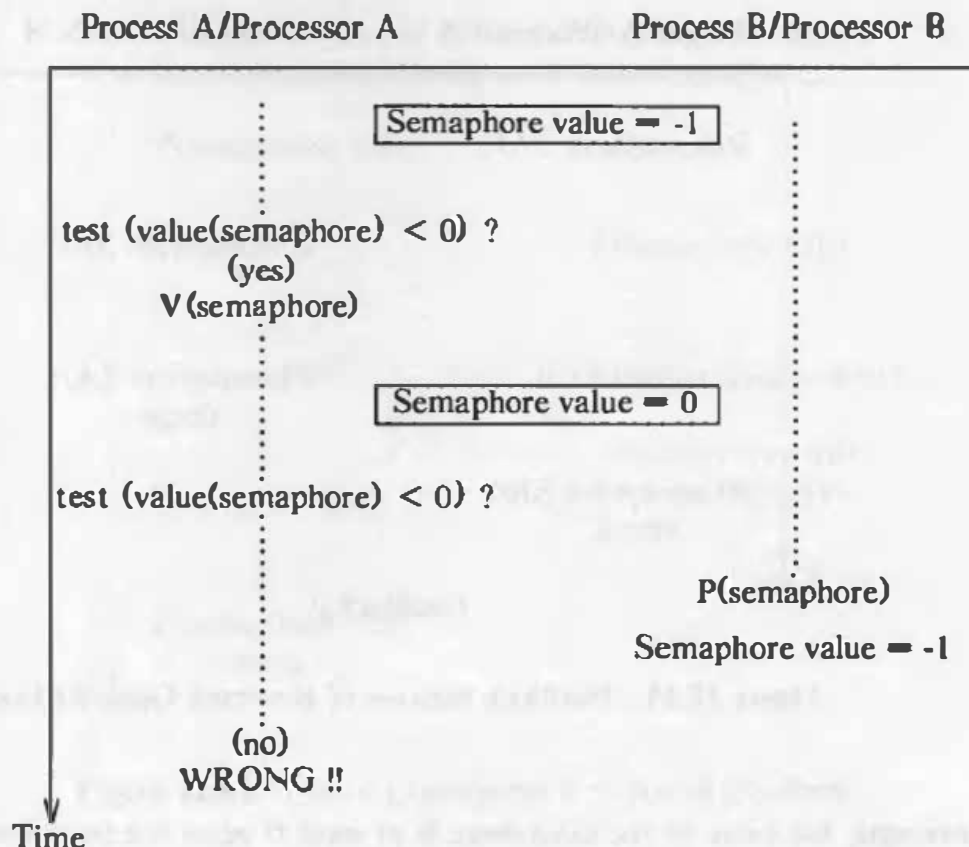 Process A/Processor A
Process B/Processor B
Semaphore value = -1
test (value(semaphore) < 0) ?
(yes)
V(semaphore)
Semaphore value = 0
test (value(semaphore) < 0) ?
P(semaphore)
Semaphore value = -1
(no)
WRONG !!
Time